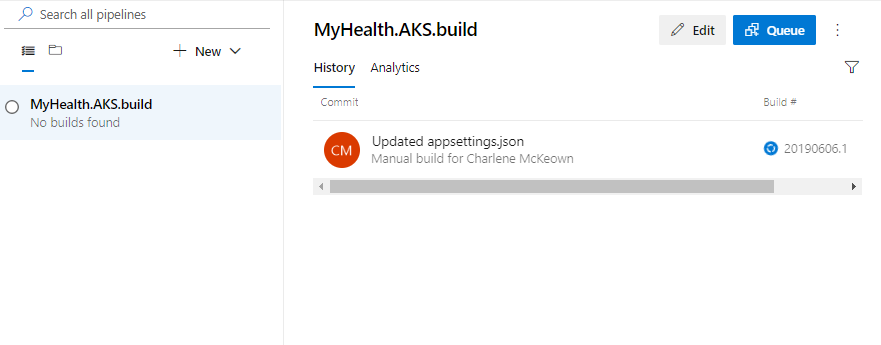 Search all pipelines
New
MyHealth.AKS.build
No builds found
MyHealth.AKS.build
Edit
Queue
History Analytics
Commit Build #
CM
Updated appsettings.json
Manual build for Charlene McKeown
20190606.1